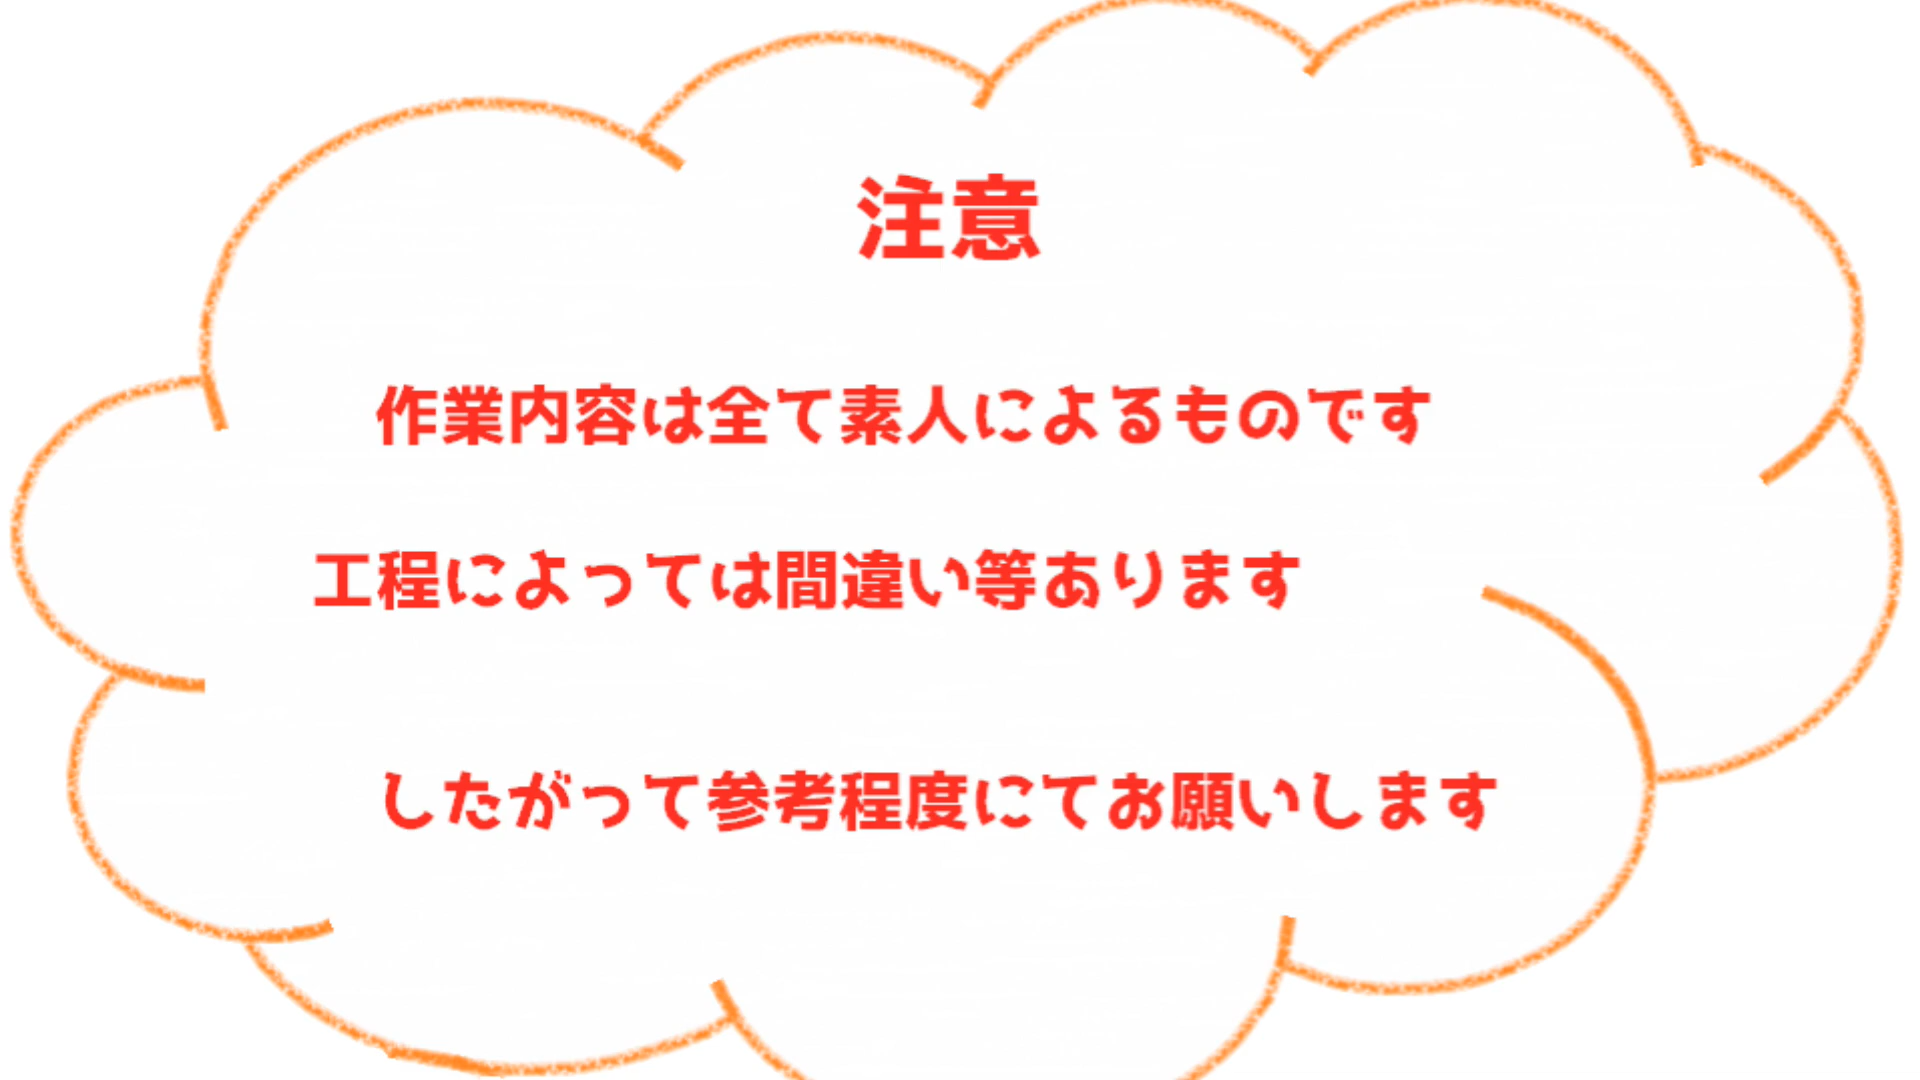 注意
作業内容は全て素人によるものです
工程によっては間違い等あります
したがって参考程度にてお願いします